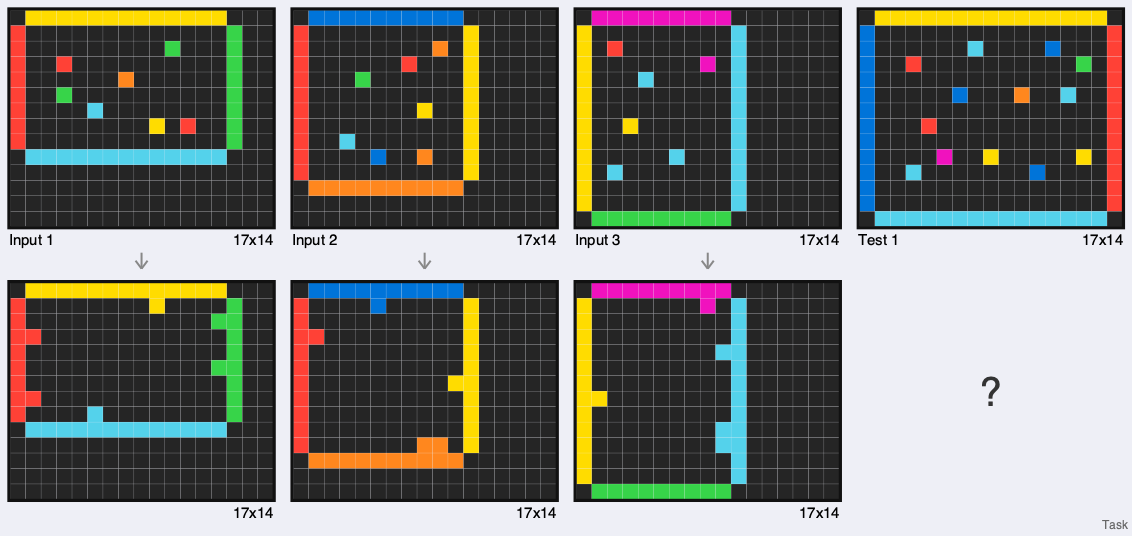 Input 1 17x14 Input 2 17x14 Input 3 17x14 Test 1 17x14
↓ ↓ ↓
?
17x14 17x14 17x14
Task